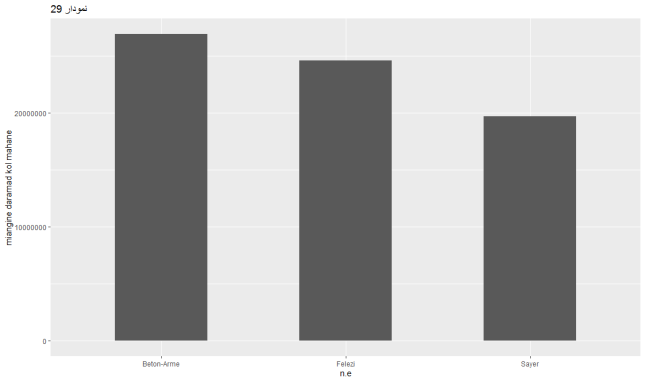 نمودار 29
miangine daramad kol mahane
20000000
10000000
0
Beton-Arme
Felezi
Sayer
n.e